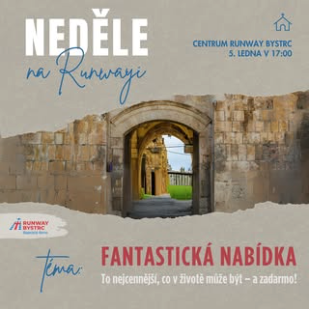 NEDĚLE
na Runwayi
CENTRUM RUNWAY BYSTRC
5. LEDNA V 17:00
RUNWAY
BYSTRC
téma:
FANTASTICKÁ NABÍDKA
To nejcennější, co v životě může být – a zadarmo!